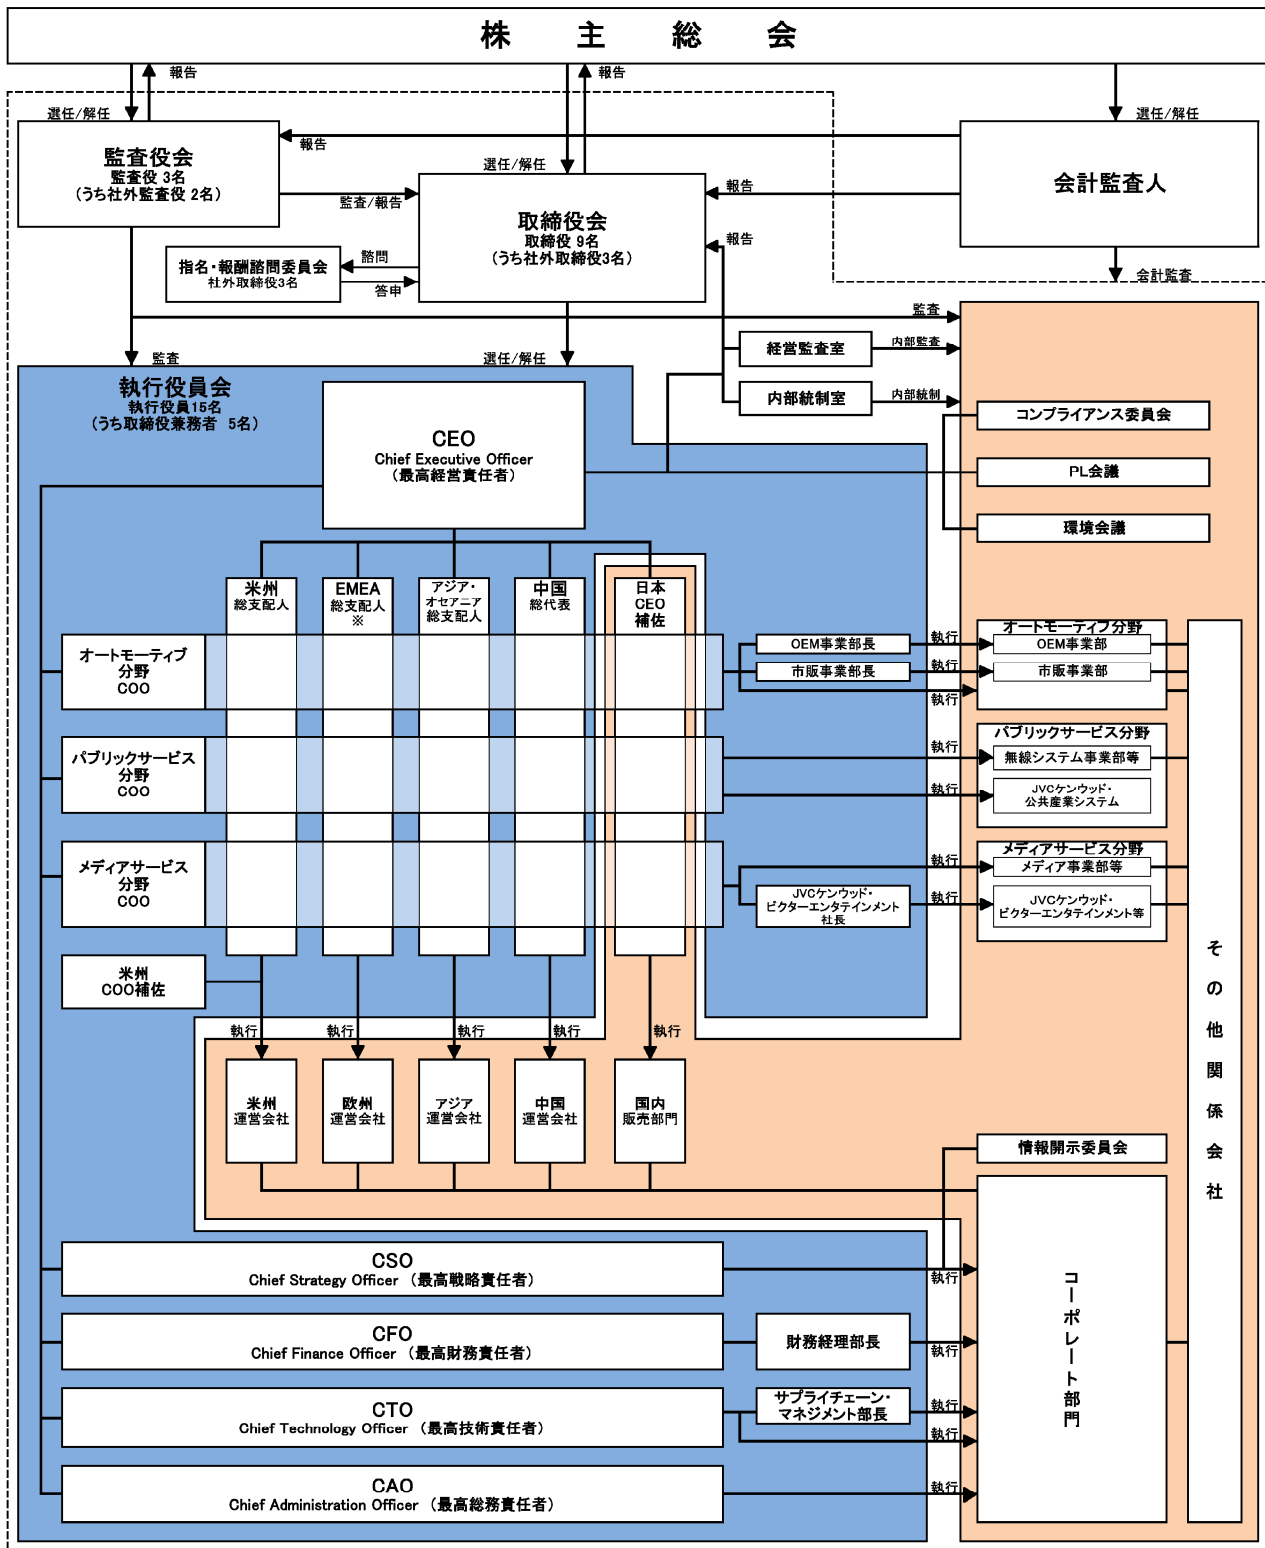 株主総会
報告
報告
選任/解任
選任/解任
監査役会
監査役 3名
(うち社外監査役 2名)
報告
選任/解任
会計監査人
監査/報告
報告
取締役会
取締役 9名
(うち社外取締役3名)
報告
指名・報酬諮問委員会
社外取締役3名
諮問
答申
会計監査
監査
監査
選任/解任
経営監査室
内部監査
内部統制室
内部統制
執行役員会
執行役員15名
(うち取締役兼務者 5名)
CEO
Chief Executive Officer
(最高経営責任者)
コンプライアンス委員会
PL会議
環境会議
米州
総支配人
EMEA
総支配人
※
アジア・
オセアニア
総支配人
中国
総代表
日本
CEO
補佐
オートモーティブ
分野
COO
OEM事業部長
執行
市販事業部長
執行
執行
オートモーティブ分野
OEM事業部
市販事業部
パブリックサービス
分野
COO
執行
執行
パブリックサービス分野
無線システム事業部等
JVCケンウッド・
公共産業システム
メディアサービス
分野
COO
執行
JVCケンウッド・
ビクターエンタテインメント
社長
執行
メディアサービス分野
メディア事業部等
JVCケンウッド・
ビクターエンタテインメント等
その他関係会社
米州
COO補佐
執行
執行
執行
執行
執行
米州
運営会社
欧州
運営会社
アジア
運営会社
中国
運営会社
国内
販売部門
情報開示委員会
コーポレート部門
CSO
Chief Strategy Officer (最高戦略責任者)
執行
CFO
Chief Finance Officer (最高財務責任者)
財務経理部長
執行
CTO
Chief Technology Officer (最高技術責任者)
サプライチェーン・
マネジメント部長
執行
執行
CAO
Chief Administration Officer (最高総務責任者)
執行